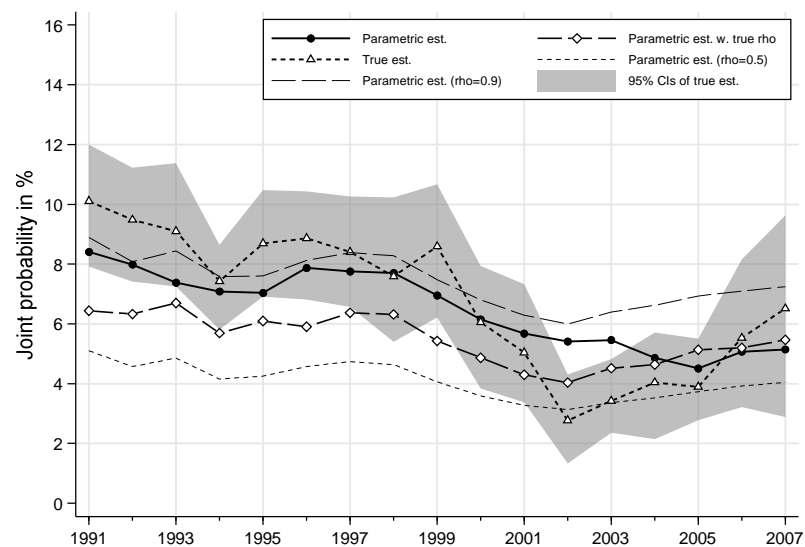 Joint probability in %
16
14
12
10
8
6
4
2
0
Parametric est.
True est.
Parametric est. (rho=0.9)
Parametric est. w. true rho
Parametric est. (rho=0.5)
95% CIs of true est.
1991 1993 1995 1997 1999 2001 2003 2005 2007